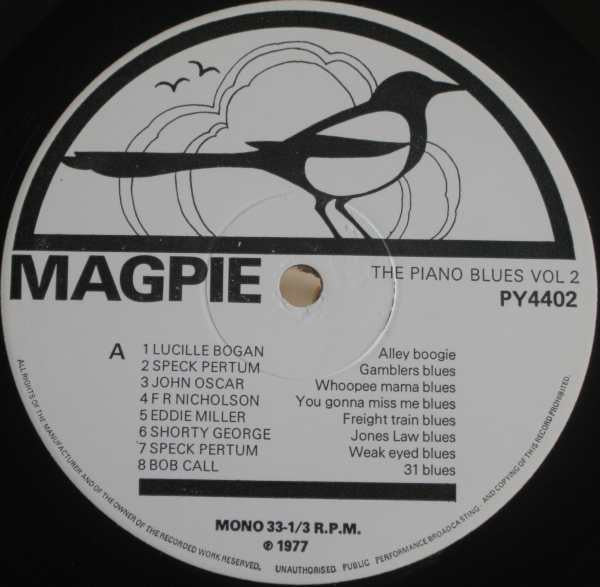 MAGPIE
THE PIANO BLUES VOL 2
PY4402
A
1 LUCILLE BOGAN Alley boogie
2 SPECK PERTUM Gamblers blues
3 JOHN OSCAR Whoopee mama blues
4 F R NICHOLSON You gonna miss me blues
5 EDDIE MILLER Freight train blues
6 SHORTY GEORGE Jones Law blues
7 SPECK PERTUM Weak eyed blues
8 BOB CALL 31 blues
MONO 33-1/3 R.P.M.
℗ 1977
ALL RIGHTS OF THE MANUFACTURER AND OF THE OWNER OF THE RECORDED WORK RESERVED. UNAUTHORISED PUBLIC PERFORMANCE BROADCASTING - AND COPYING OF THIS RECORD PROHIBITED.